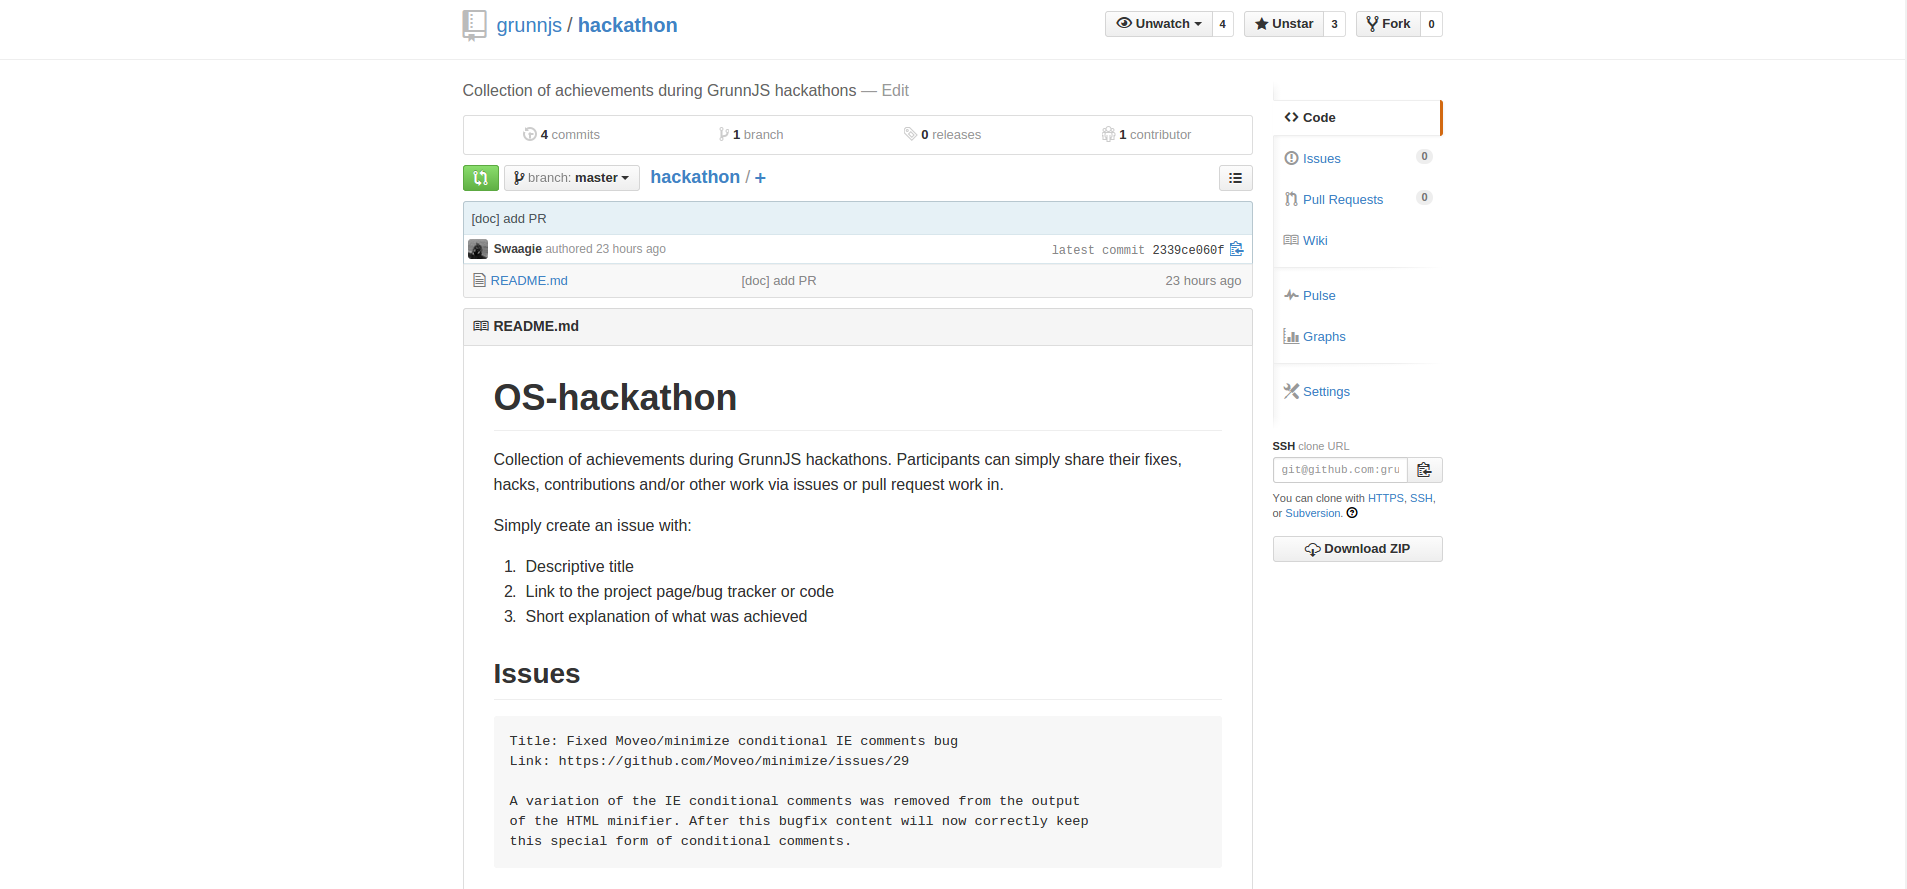 grunnjs / hackathon
Unwatch 4
Unstar 3
Fork 0
Collection of achievements during GrunnJS hackathons — Edit
4 commits
1 branch
0 releases
1 contributor
branch: master
hackathon / +
[doc] add PR
Swaagie authored 23 hours ago
latest commit 2339ce060f
README.md
[doc] add PR
23 hours ago
README.md
OS-hackathon
Collection of achievements during GrunnJS hackathons. Participants can simply share their fixes,
hacks, contributions and/or other work via issues or pull request work in.
Simply create an issue with:
1. Descriptive title
2. Link to the project page/bug tracker or code
3. Short explanation of what was achieved
Issues
Title: Fixed Moveo/minimize conditional IE comments bug
Link: https://github.com/Moveo/minimize/issues/29
A variation of the IE conditional comments was removed from the output
of the HTML minifier. After this bugfix content will now correctly keep
this special form of conditional comments.
Code
Issues 0
Pull Requests 0
Wiki
Pulse
Graphs
Settings
SSH clone URL
git@github.com:gru
You can clone with HTTPS, SSH,
or Subversion.
Download ZIP